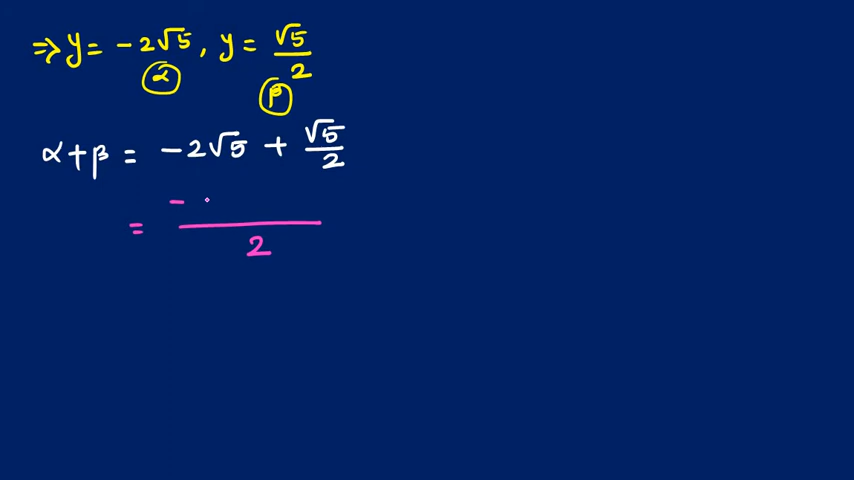 ⇒ y = -2√5, y = √5/2
α β
α+β = -2√5 + √5/2
= - /2